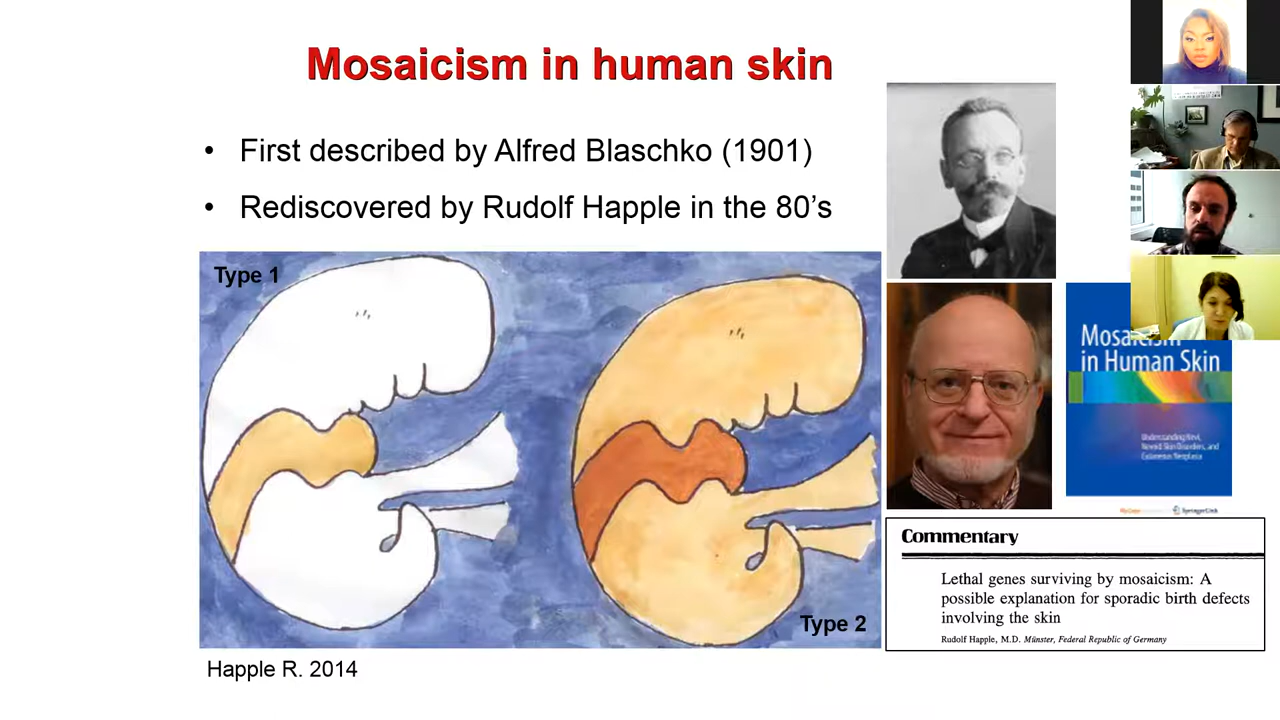 Mosaicism in human skin
• First described by Alfred Blaschko (1901)
• Rediscovered by Rudolf Happle in the 80’s
Type 1
Type 2
Happle R. 2014
in Human Skin
Understanding Nevi,
Nevoid Skin Disorders, and
Cutaneous Neoplasia
SpringerLink
Commentary
Lethal genes surviving by mosaicism: A
possible explanation for sporadic birth defects
involving the skin
Rudolf Happle, M.D. Münster, Federal Republic of Germany